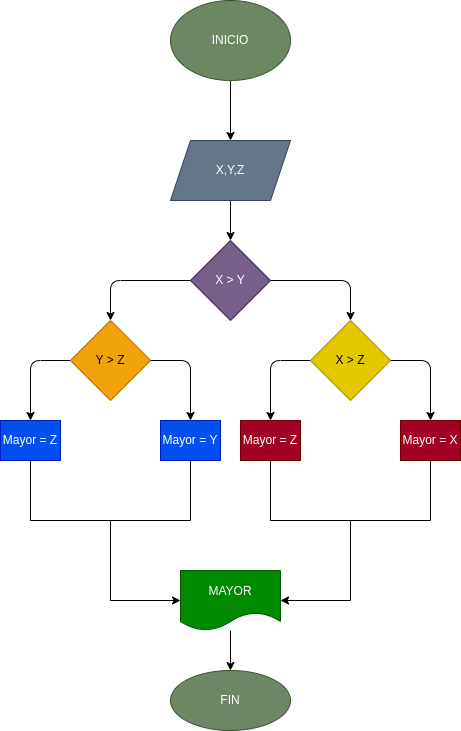 INICIO
X,Y,Z
X > Y
Y > Z
X > Z
Mayor = Z
Mayor = Y
Mayor = Z
Mayor = X
MAYOR
FIN